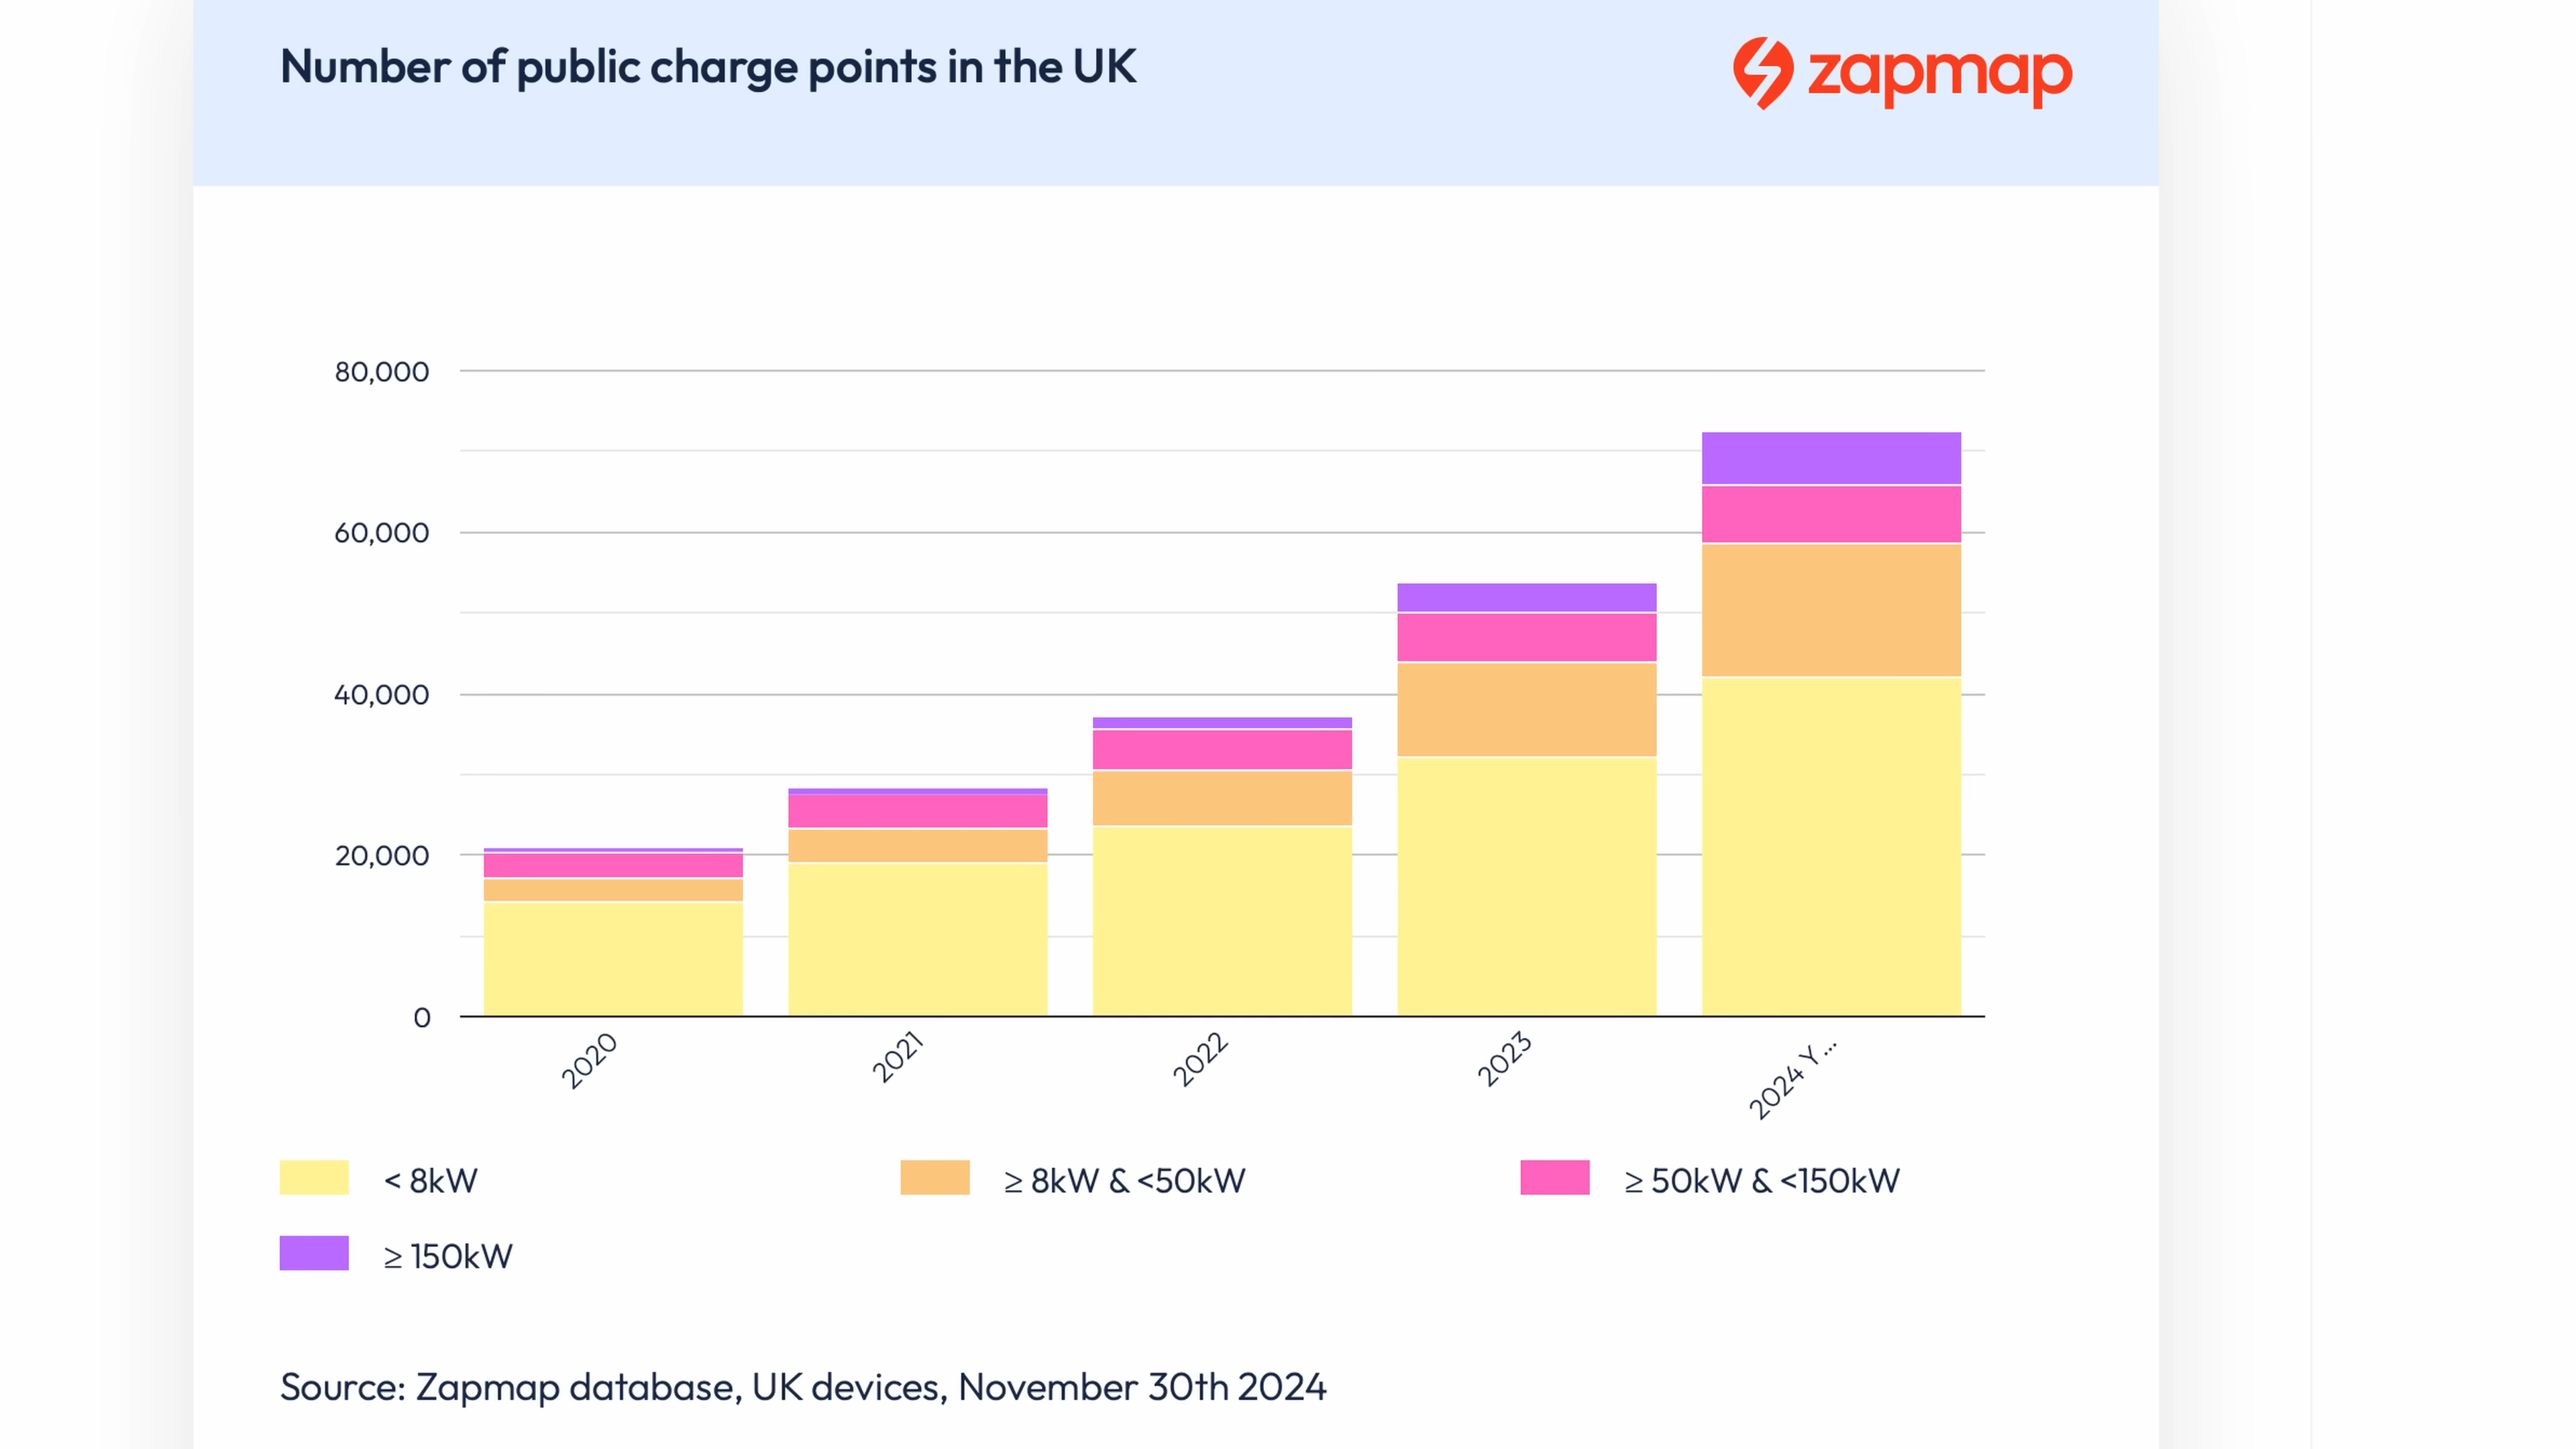 Number of public charge points in the UK
zapmap
80,000
60,000
40,000
20,000
0
2020
2021
2022
2023
2024 Y...
< 8kW
≥ 8kW & <50kW
≥ 50kW & <150kW
≥ 150kW
Source: Zapmap database, UK devices, November 30th 2024